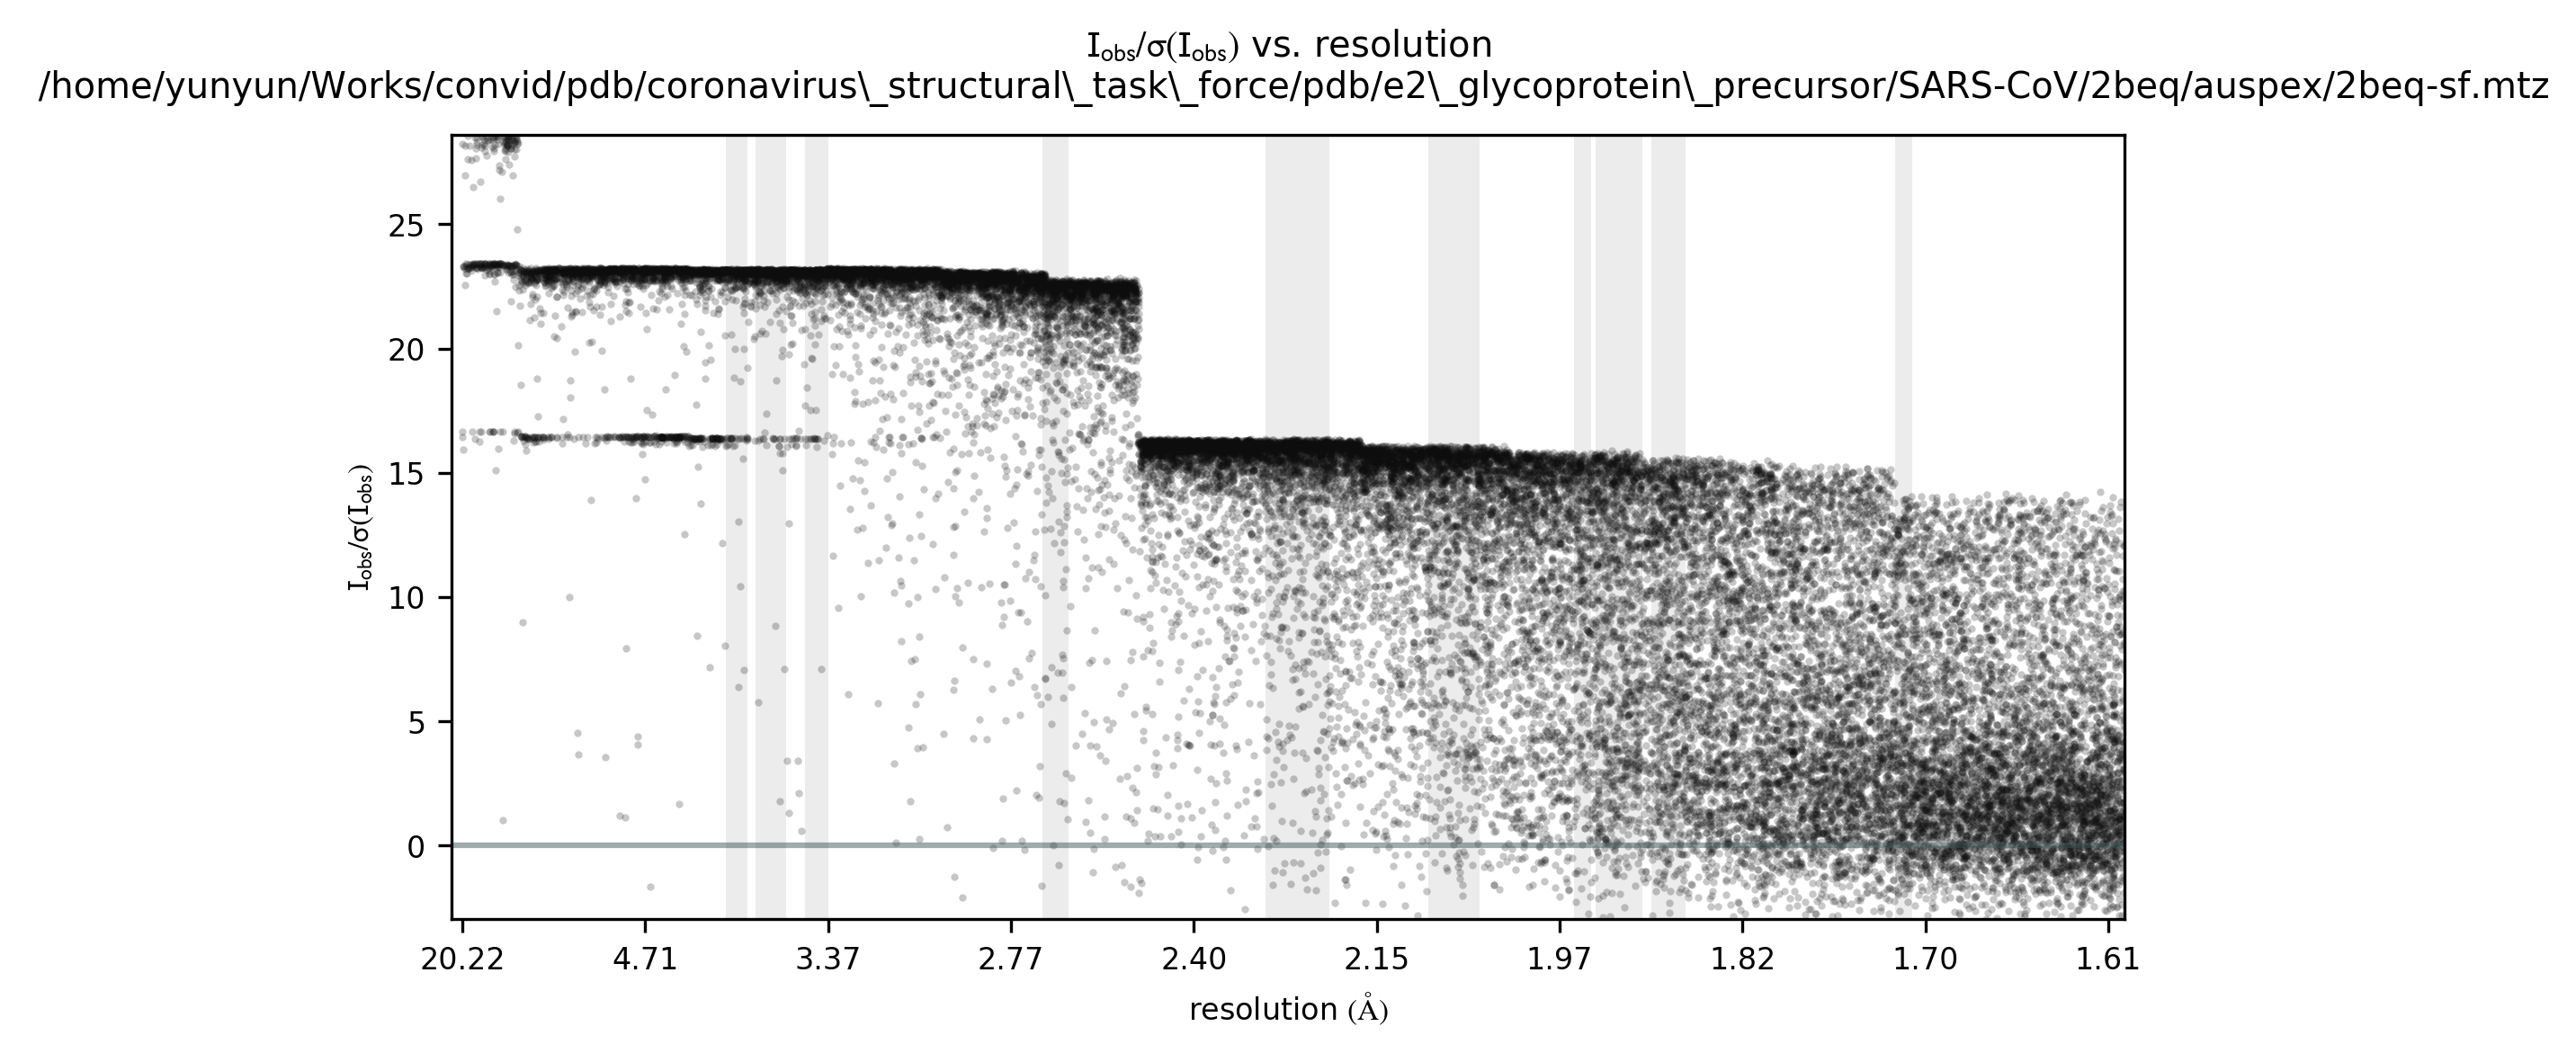 I_obs/σ(I_obs) vs. resolution
/home/yunyun/Works/convid/pdb/coronavirus\_structural\_task\_force/pdb/e2\_glycoprotein\_precursor/SARS-CoV/2beq/auspex/2beq-sf.mtz
I_obs/σ(I_obs)
25
20
15
10
5
0
20.22 4.71 3.37 2.77 2.40 2.15 1.97 1.82 1.70 1.61
resolution (Å)